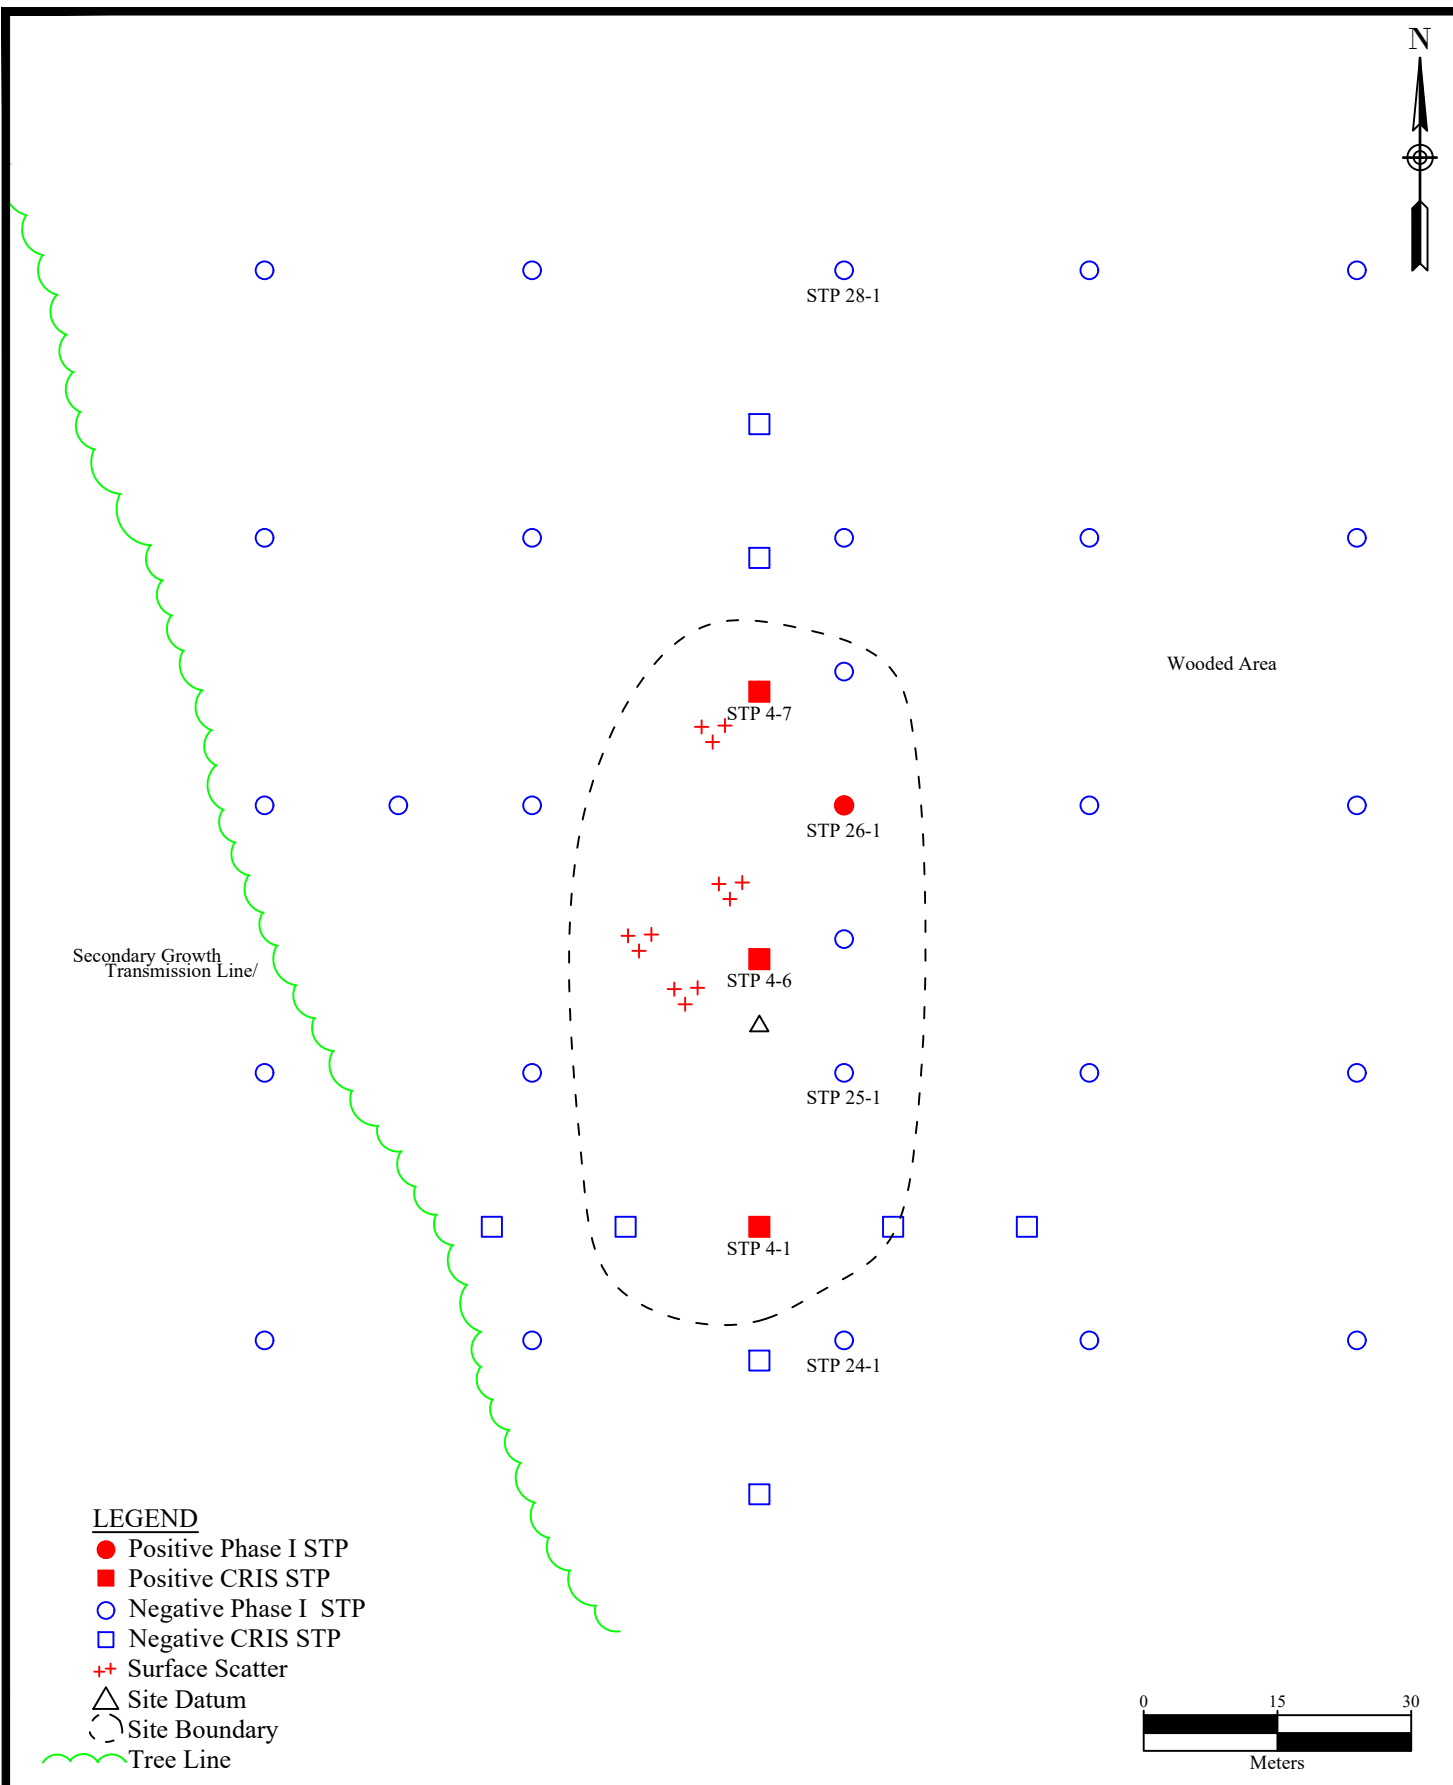 N
STP 28-1
Wooded Area
STP 4-7
STP 26-1
Secondary Growth
Transmission Line/
STP 4-6
STP 25-1
STP 4-1
STP 24-1
LEGEND
Positive Phase I STP
Positive CRIS STP
Negative Phase I STP
Negative CRIS STP
Surface Scatter
Site Datum
Site Boundary
Tree Line
0 15 30
Meters